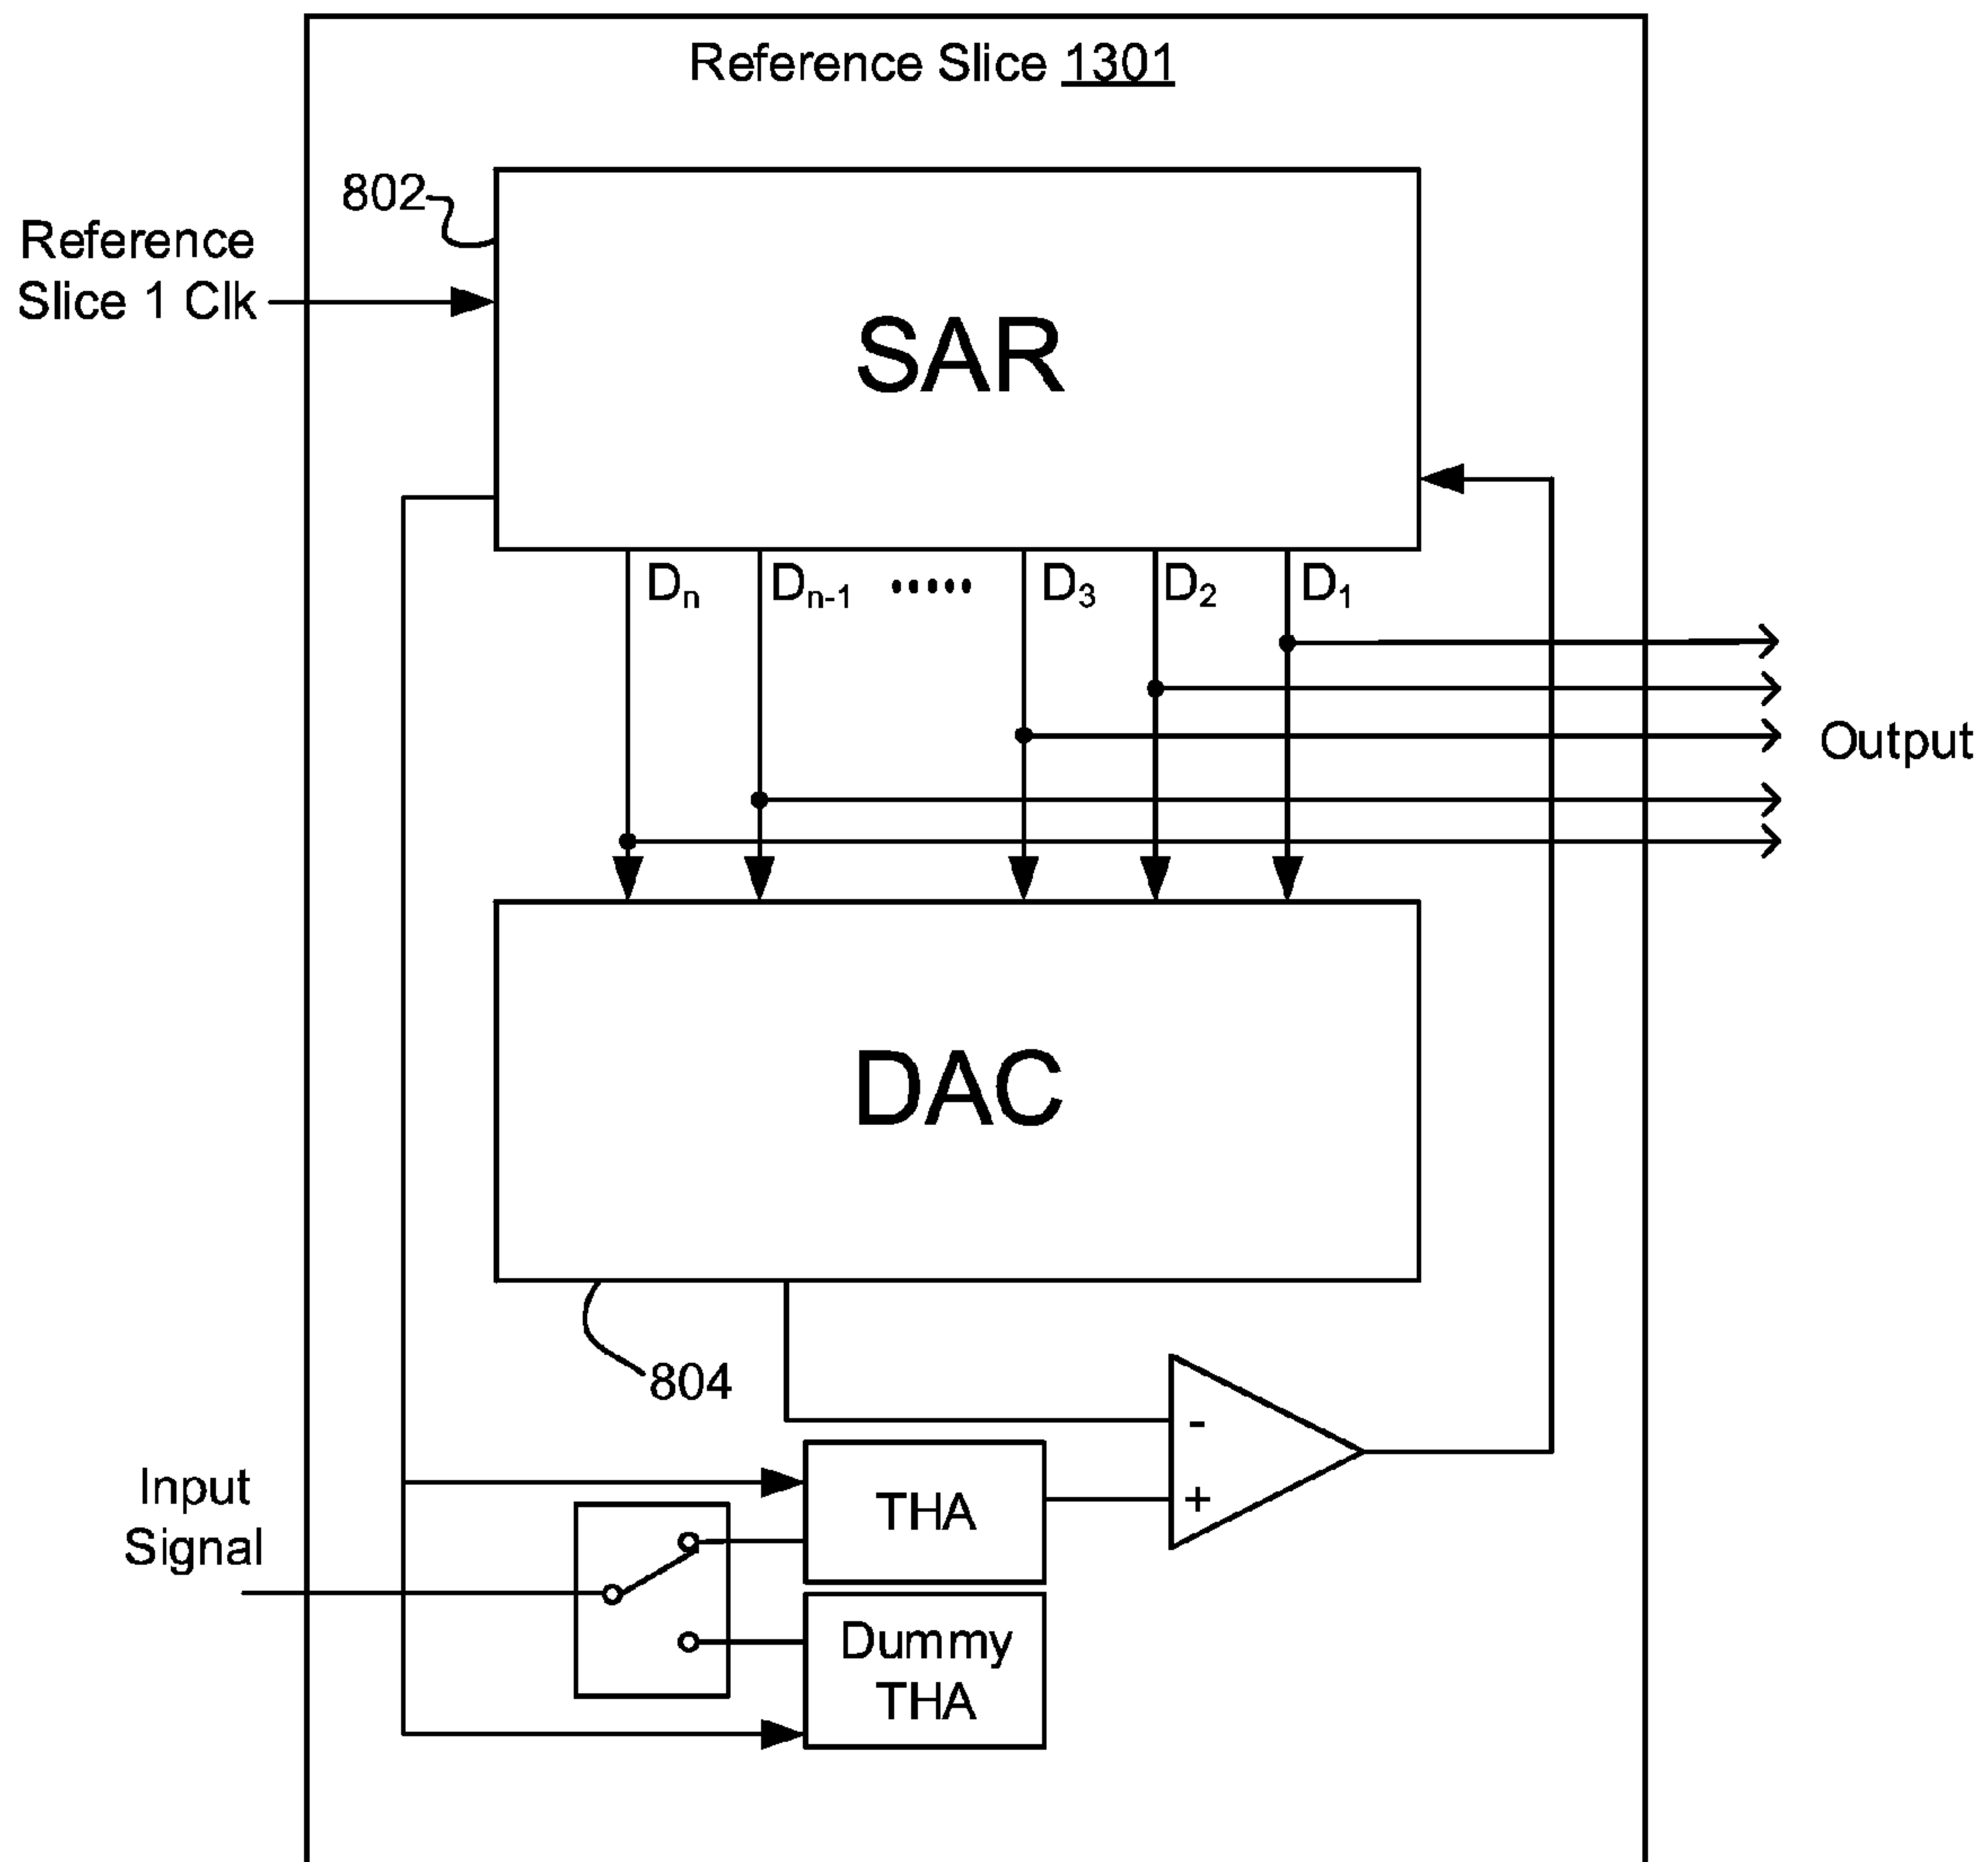 Reference Slice 1301
802
Reference
Slice 1 Clk
SAR
Dn Dn-1 ..... D3 D2 D1
Output
DAC
804
-
+
Input
Signal
THA
Dummy
THA